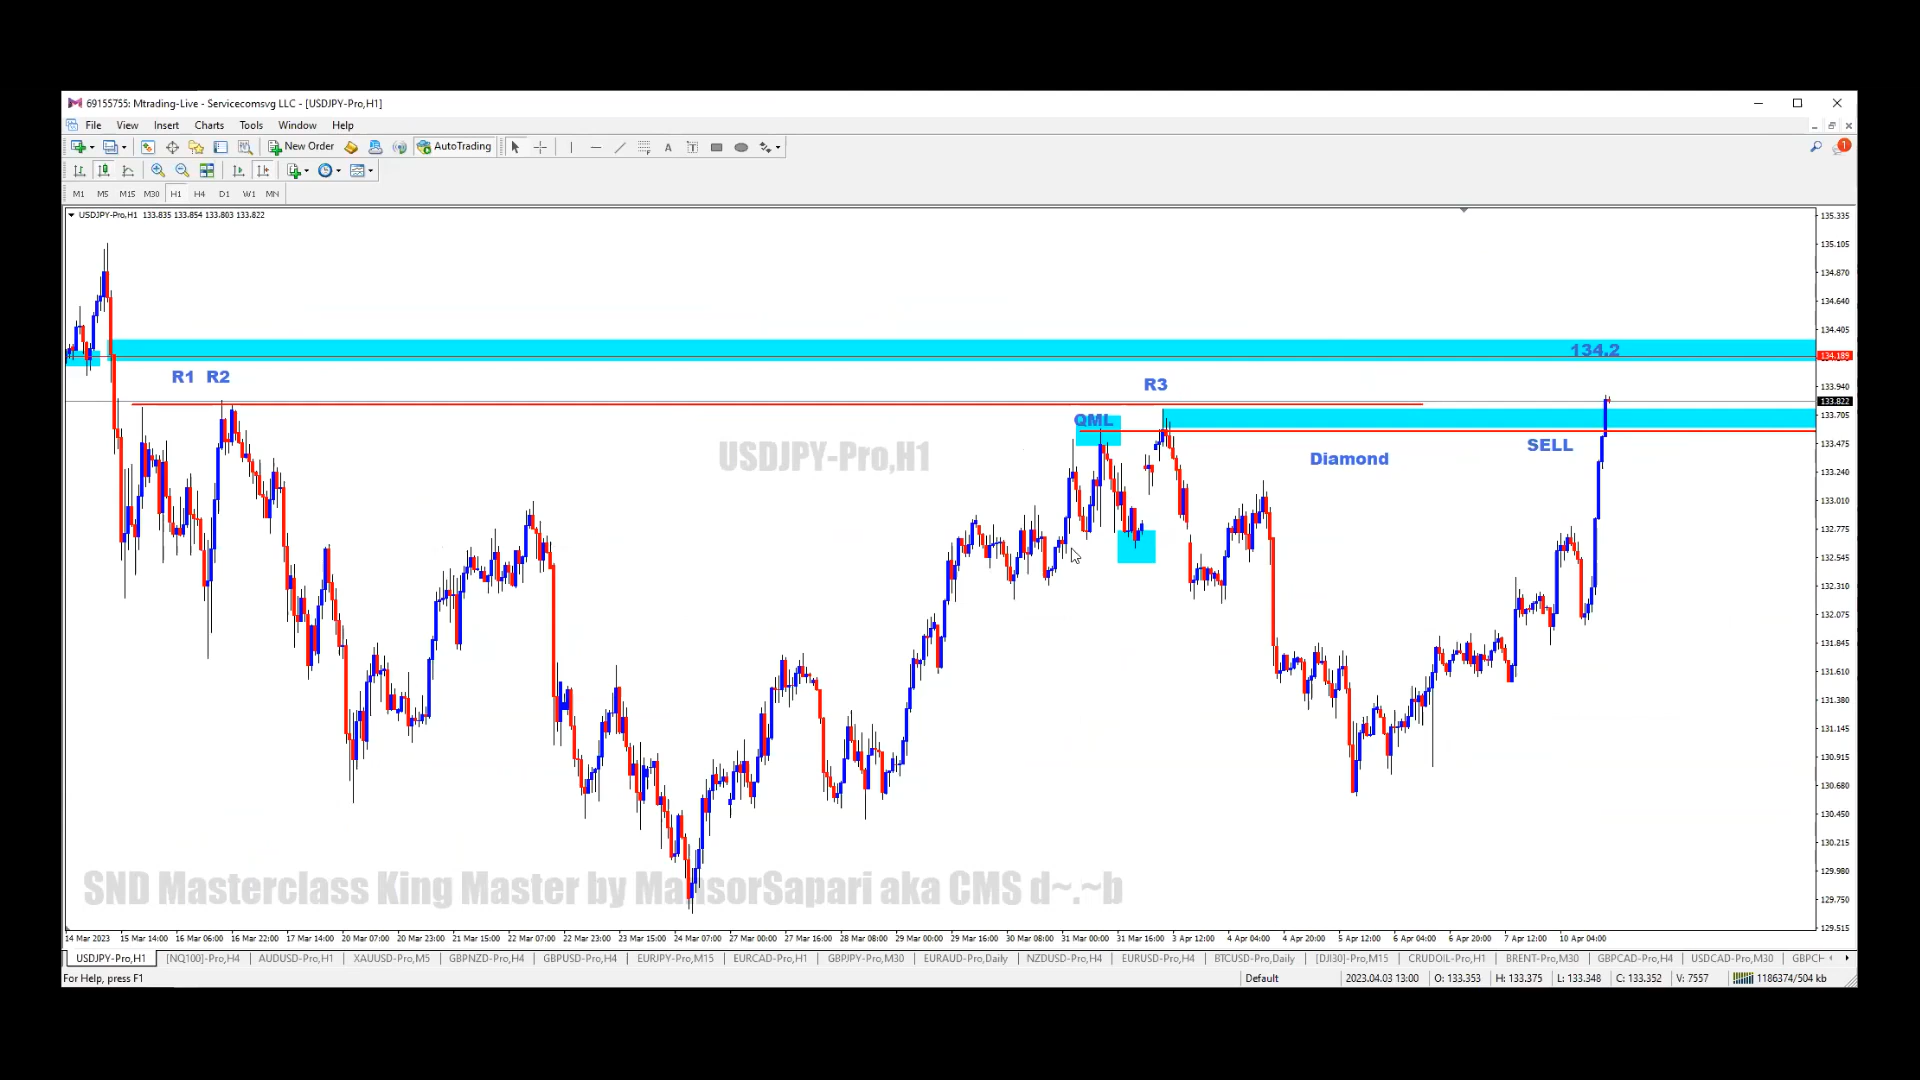 69155755: Mtrading-Live - Servicecomsvg LLC - [USDJPY-Pro,H1]
File View Insert Charts Tools Window Help
New Order AutoTrading
1
M1 M5 M15 M30 H1 H4 D1 W1 MN
USDJPY-Pro,H1 133.835 133.854 133.803 133.822
135.335
135.105
134.870
134.640
134.405
134.2
134.189
R1 R2
R3
133.940
133.822
133.705
QML
SELL
133.475
USDJPY-Pro,H1
Diamond
133.240
133.010
132.775
132.545
132.310
132.075
131.845
131.610
131.380
131.145
130.915
130.680
130.450
130.215
129.980
SND Masterclass King Master by MansorSapari aka CMS d~.~b
129.750
129.515
14 Mar 2023 15 Mar 14:00 16 Mar 06:00 16 Mar 22:00 17 Mar 14:00 20 Mar 07:00 20 Mar 23:00 21 Mar 15:00 22 Mar 07:00 22 Mar 23:00 23 Mar 15:00 24 Mar 07:00 27 Mar 00:00 27 Mar 16:00 28 Mar 08:00 29 Mar 00:00 29 Mar 16:00 30 Mar 08:00 31 Mar 00:00 31 Mar 16:00 3 Apr 12:00 4 Apr 04:00 4 Apr 20:00 5 Apr 12:00 6 Apr 04:00 6 Apr 20:00 7 Apr 12:00 10 Apr 04:00
USDJPY-Pro,H1 [NQ100]-Pro,H4 AUDUSD-Pro,H1 XAUUSD-Pro,M5 GBPNZD-Pro,H4 GBPUSD-Pro,H4 EURJPY-Pro,M15 EURCAD-Pro,H1 GBPJPY-Pro,M30 EURAUD-Pro,Daily NZDUSD-Pro,H4 EURUSD-Pro,H4 BTCUSD-Pro,Daily [DJI30]-Pro,M15 CRUDOIL-Pro,H1 BRENT-Pro,M30 GBPCAD-Pro,H4 USDCAD-Pro,M30 GBPCH
For Help, press F1 Default 2023.04.03 13:00 O: 133.353 H: 133.375 L: 133.348 C: 133.352 V: 7557 1186374/504 kb